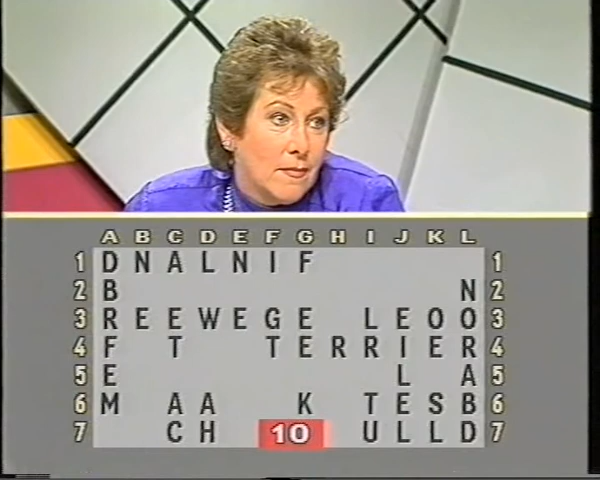 A B C D E F G H I J K L
1 D N A L N I F 1
2 B N 2
3 R E E W E G E L E O O 3
4 F T T E R R I E R 4
5 E L A 5
6 M A A K T E S B 6
7 C H 10 U L L D 7